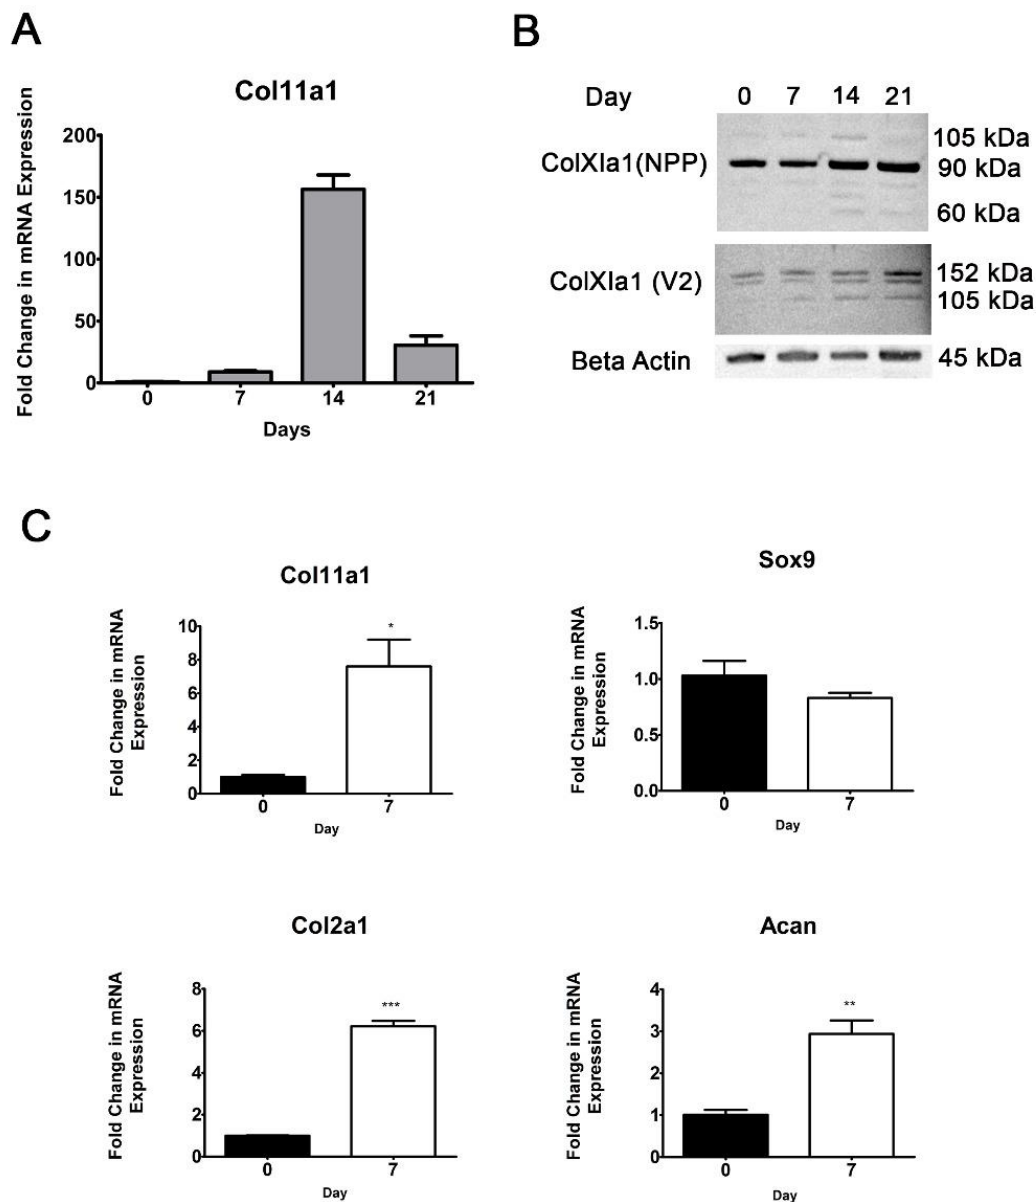 A
Col11a1
Fold Change in mRNA Expression
200
150
100
50
0
0 7 14 21
Days
B
Day 0 7 14 21
ColXIa1(NPP)
105 kDa
90 kDa
60 kDa
ColXIa1 (V2)
152 kDa
105 kDa
Beta Actin 45 kDa
C
Col11a1
Fold Change in mRNA
Expression
10
8
6
4
2
0
*
0 7
Day
Sox9
Fold Change in mRNA
Expression
1.5
1.0
0.5
0.0
0 7
Day
Col2a1
Fold Change in mRNA
Expression
8
6
4
2
0
***
0 7
Day
Acan
Fold Change in mRNA
Expression
4
3
2
1
0
**
0 7
Day